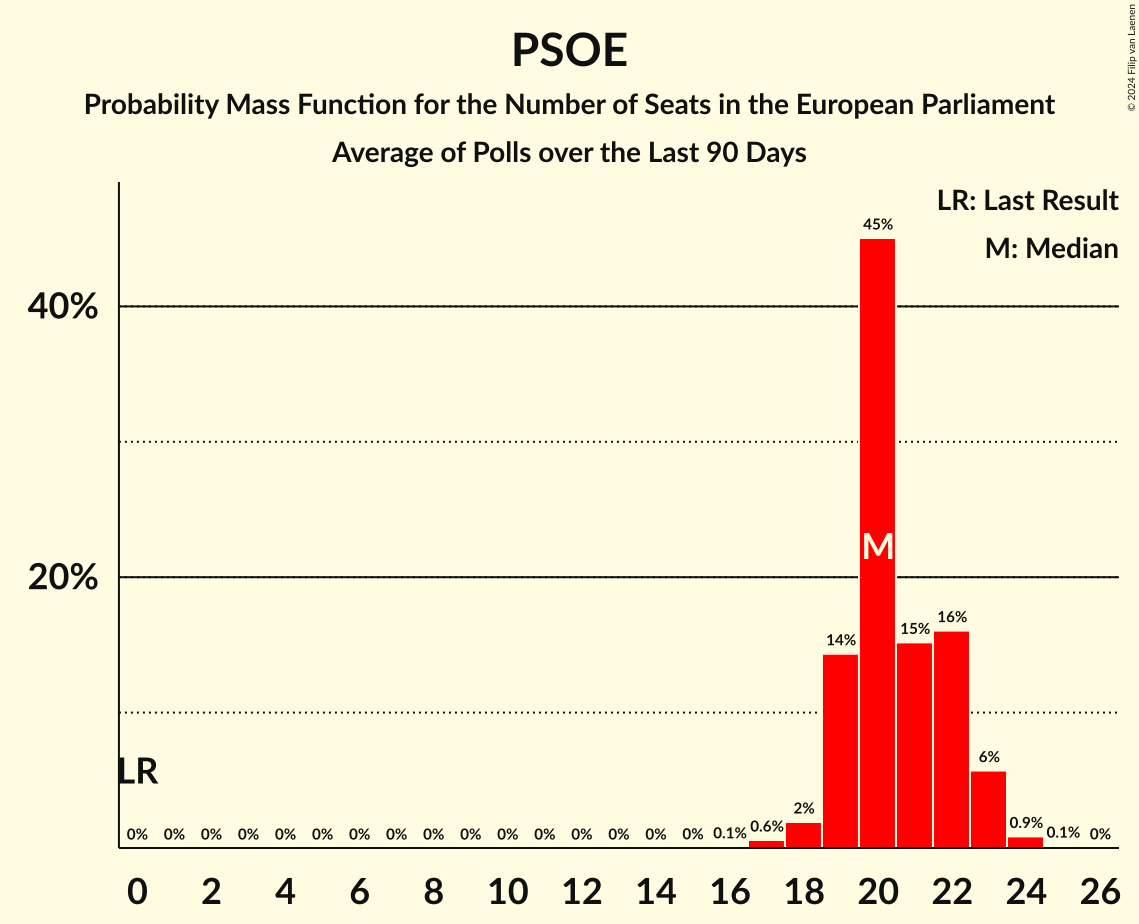 PSOE
Probability Mass Function for the Number of Seats in the European Parliament
Average of Polls over the Last 90 Days
© 2024 Filip van Laenen
LR: Last Result
M: Median
45%
40%
M
20%
16%
15%
14%
LR
6%
2%
0% 0% 0% 0% 0% 0% 0% 0% 0% 0% 0% 0% 0% 0% 0% 0% 0.1% 0.6% 0.9% 0.1% 0%
0 2 4 6 8 10 12 14 16 18 20 22 24 26